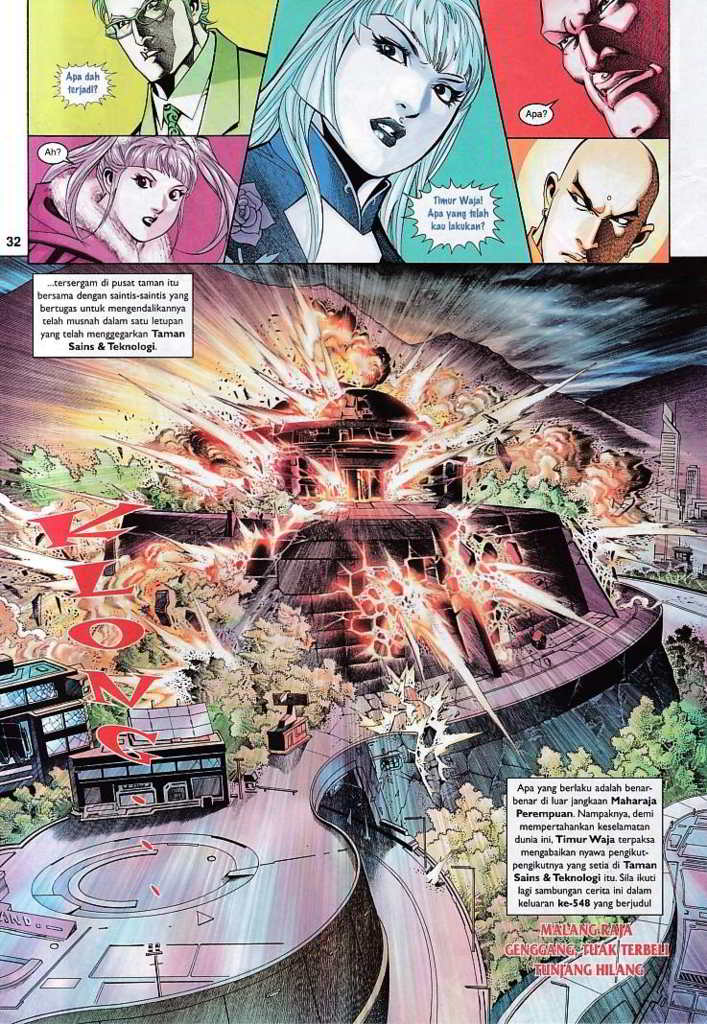 Apa dah
terjadi?
Ah?
Timur Waja!
Apa yang telah
kau lakukan?
Apa?
32
...tersergam di pusat taman itu
bersama dengan saintis-saintis yang
bertugas untuk mengendalikannya
telah musnah dalam satu letupan
yang telah menggegarkan Taman
Sains & Teknologi.
KLONG!
Apa yang berlaku adalah benar-
benar di luar jangkaan Maharaja
Perempuan. Nampaknya, demi
mempertahankan keselamatan
dunia ini, Timur Waja terpaksa
mengabaikan nyawa pengikut-
pengikutnya yang setia di Taman
Sains & Teknologi itu. Sila ikuti
lagi sambungan cerita ini dalam
keluaran ke-548 yang berjudul
MALANG RAJA
GENGGANG, TUAK TERBELI
TUNJANG HILANG